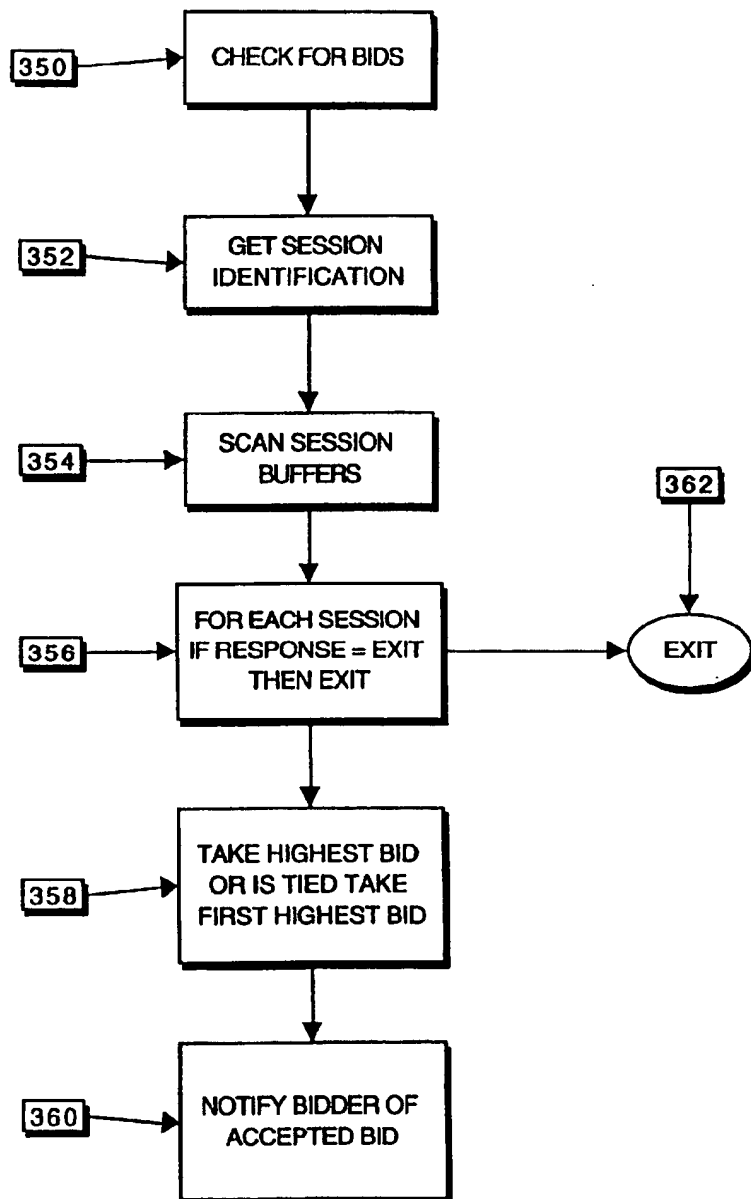 350
CHECK FOR BIDS
352
GET SESSION
IDENTIFICATION
354
SCAN SESSION
BUFFERS
362
356
FOR EACH SESSION
IF RESPONSE = EXIT
THEN EXIT
EXIT
358
TAKE HIGHEST BID
OR IS TIED TAKE
FIRST HIGHEST BID
360
NOTIFY BIDDER OF
ACCEPTED BID